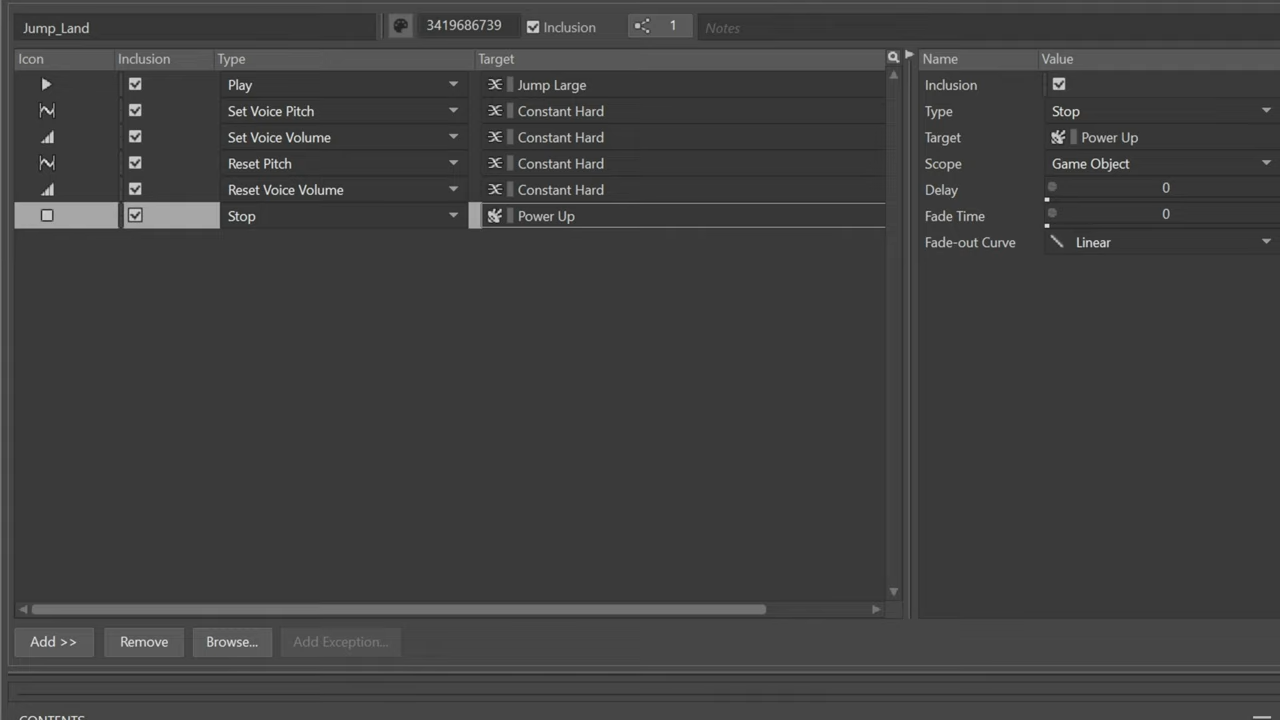 Jump_Land 3419686739 Inclusion 1 Notes
Icon Inclusion Type Target Name Value
Play Jump Large Inclusion
Set Voice Pitch Constant Hard Type Stop
Set Voice Volume Constant Hard Target Power Up
Reset Pitch Constant Hard Scope Game Object
Reset Voice Volume Constant Hard Delay 0
Stop Power Up Fade Time 0
Fade-out Curve Linear
Add >> Remove Browse... Add Exception...
CONTENTS